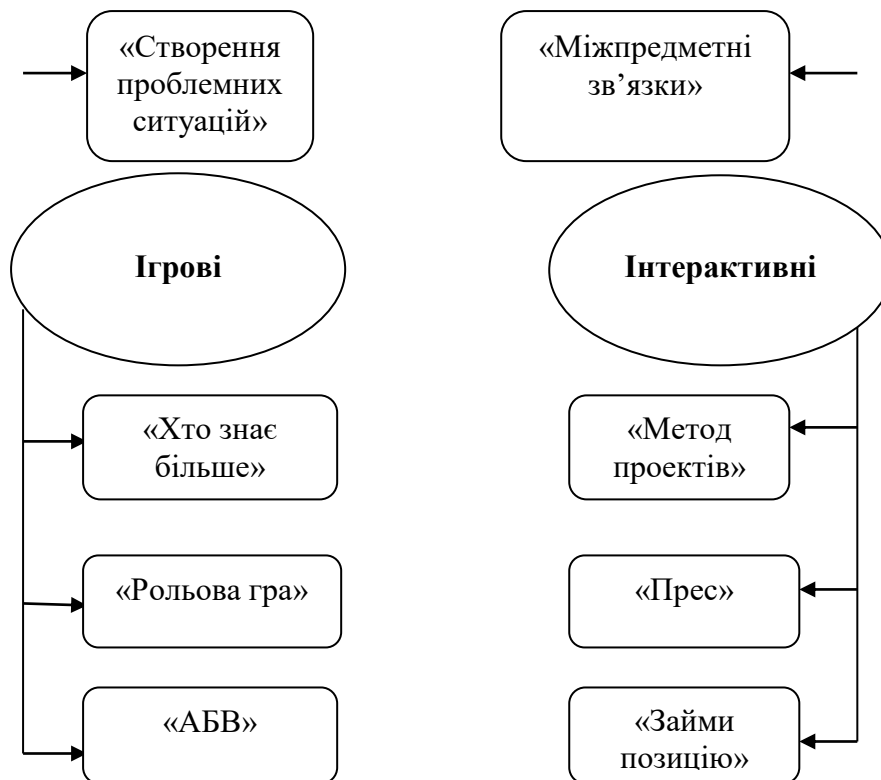 «Створення
проблемних
ситуацій»
«Міжпредметні
зв’язки»
Ігрові
Інтерактивні
«Хто знає
більше»
«Метод
проектів»
«Рольова гра»
«Прес»
«АБВ»
«Займи
позицію»